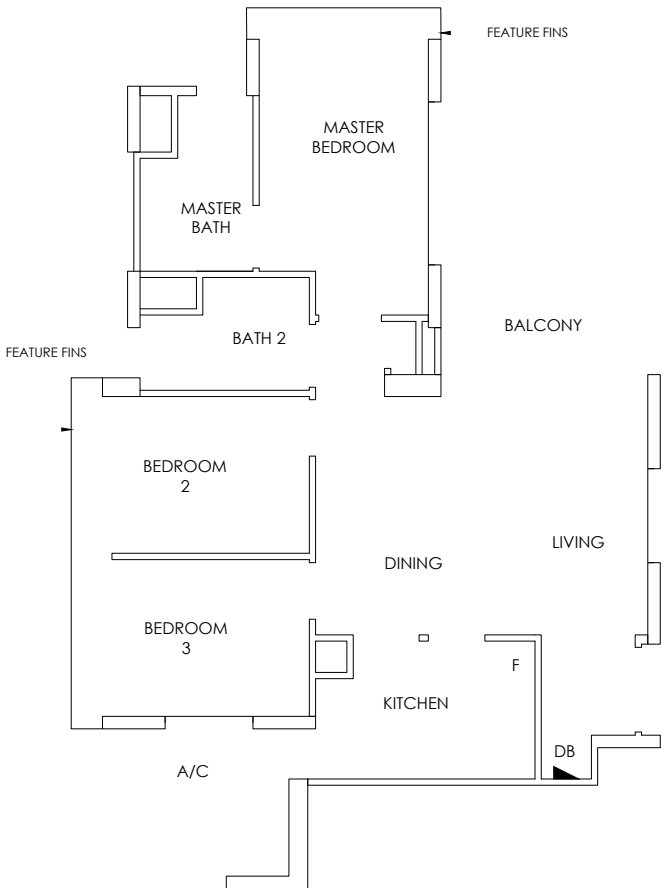 FEATURE FINS
MASTER
BEDROOM
MASTER
BATH
BALCONY
BATH 2
FEATURE FINS
BEDROOM
2
LIVING
DINING
BEDROOM
3
F
KITCHEN
DB
A/C